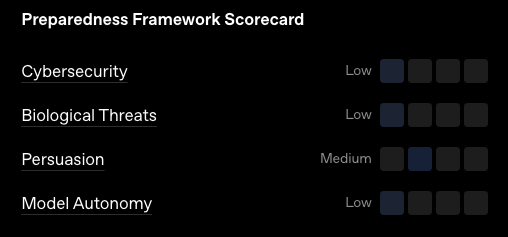 Preparedness Framework Scorecard
Cybersecurity Low
Biological Threats Low
Persuasion Medium
Model Autonomy Low